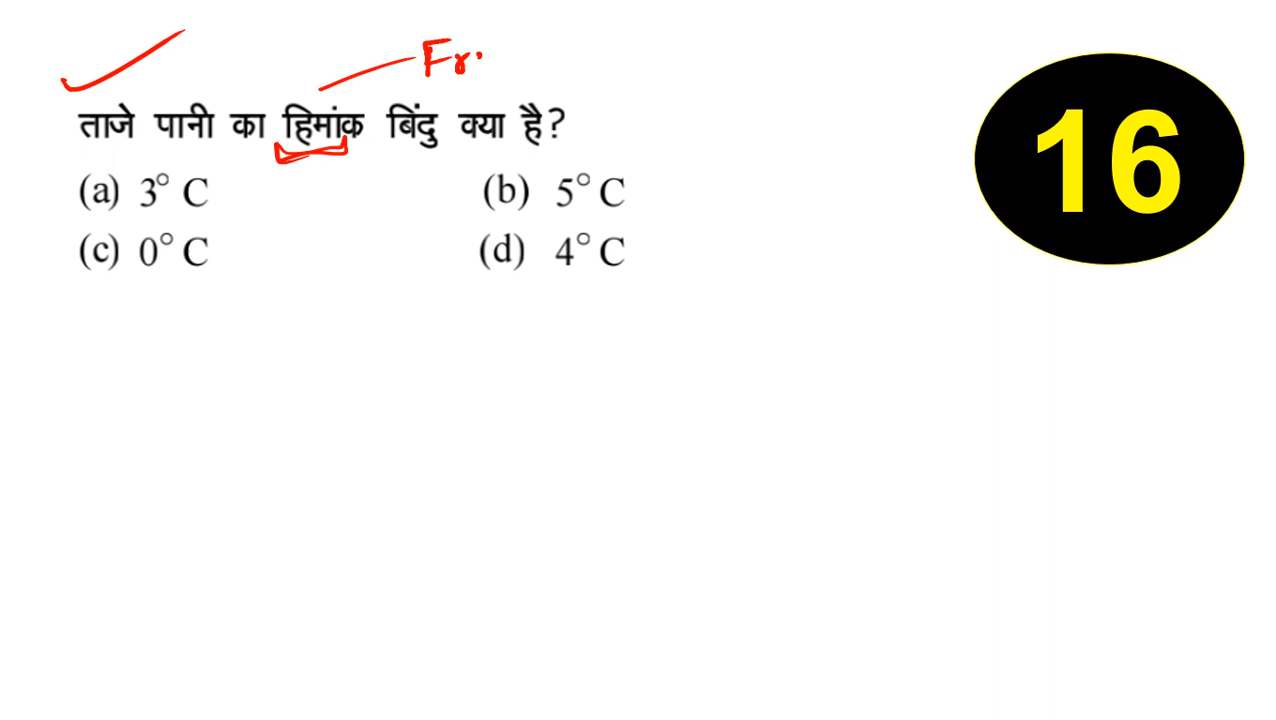 Fr.
ताजे पानी का हिमांक बिंदु क्या है?
(a) 3° C (b) 5° C
(c) 0° C (d) 4° C
16